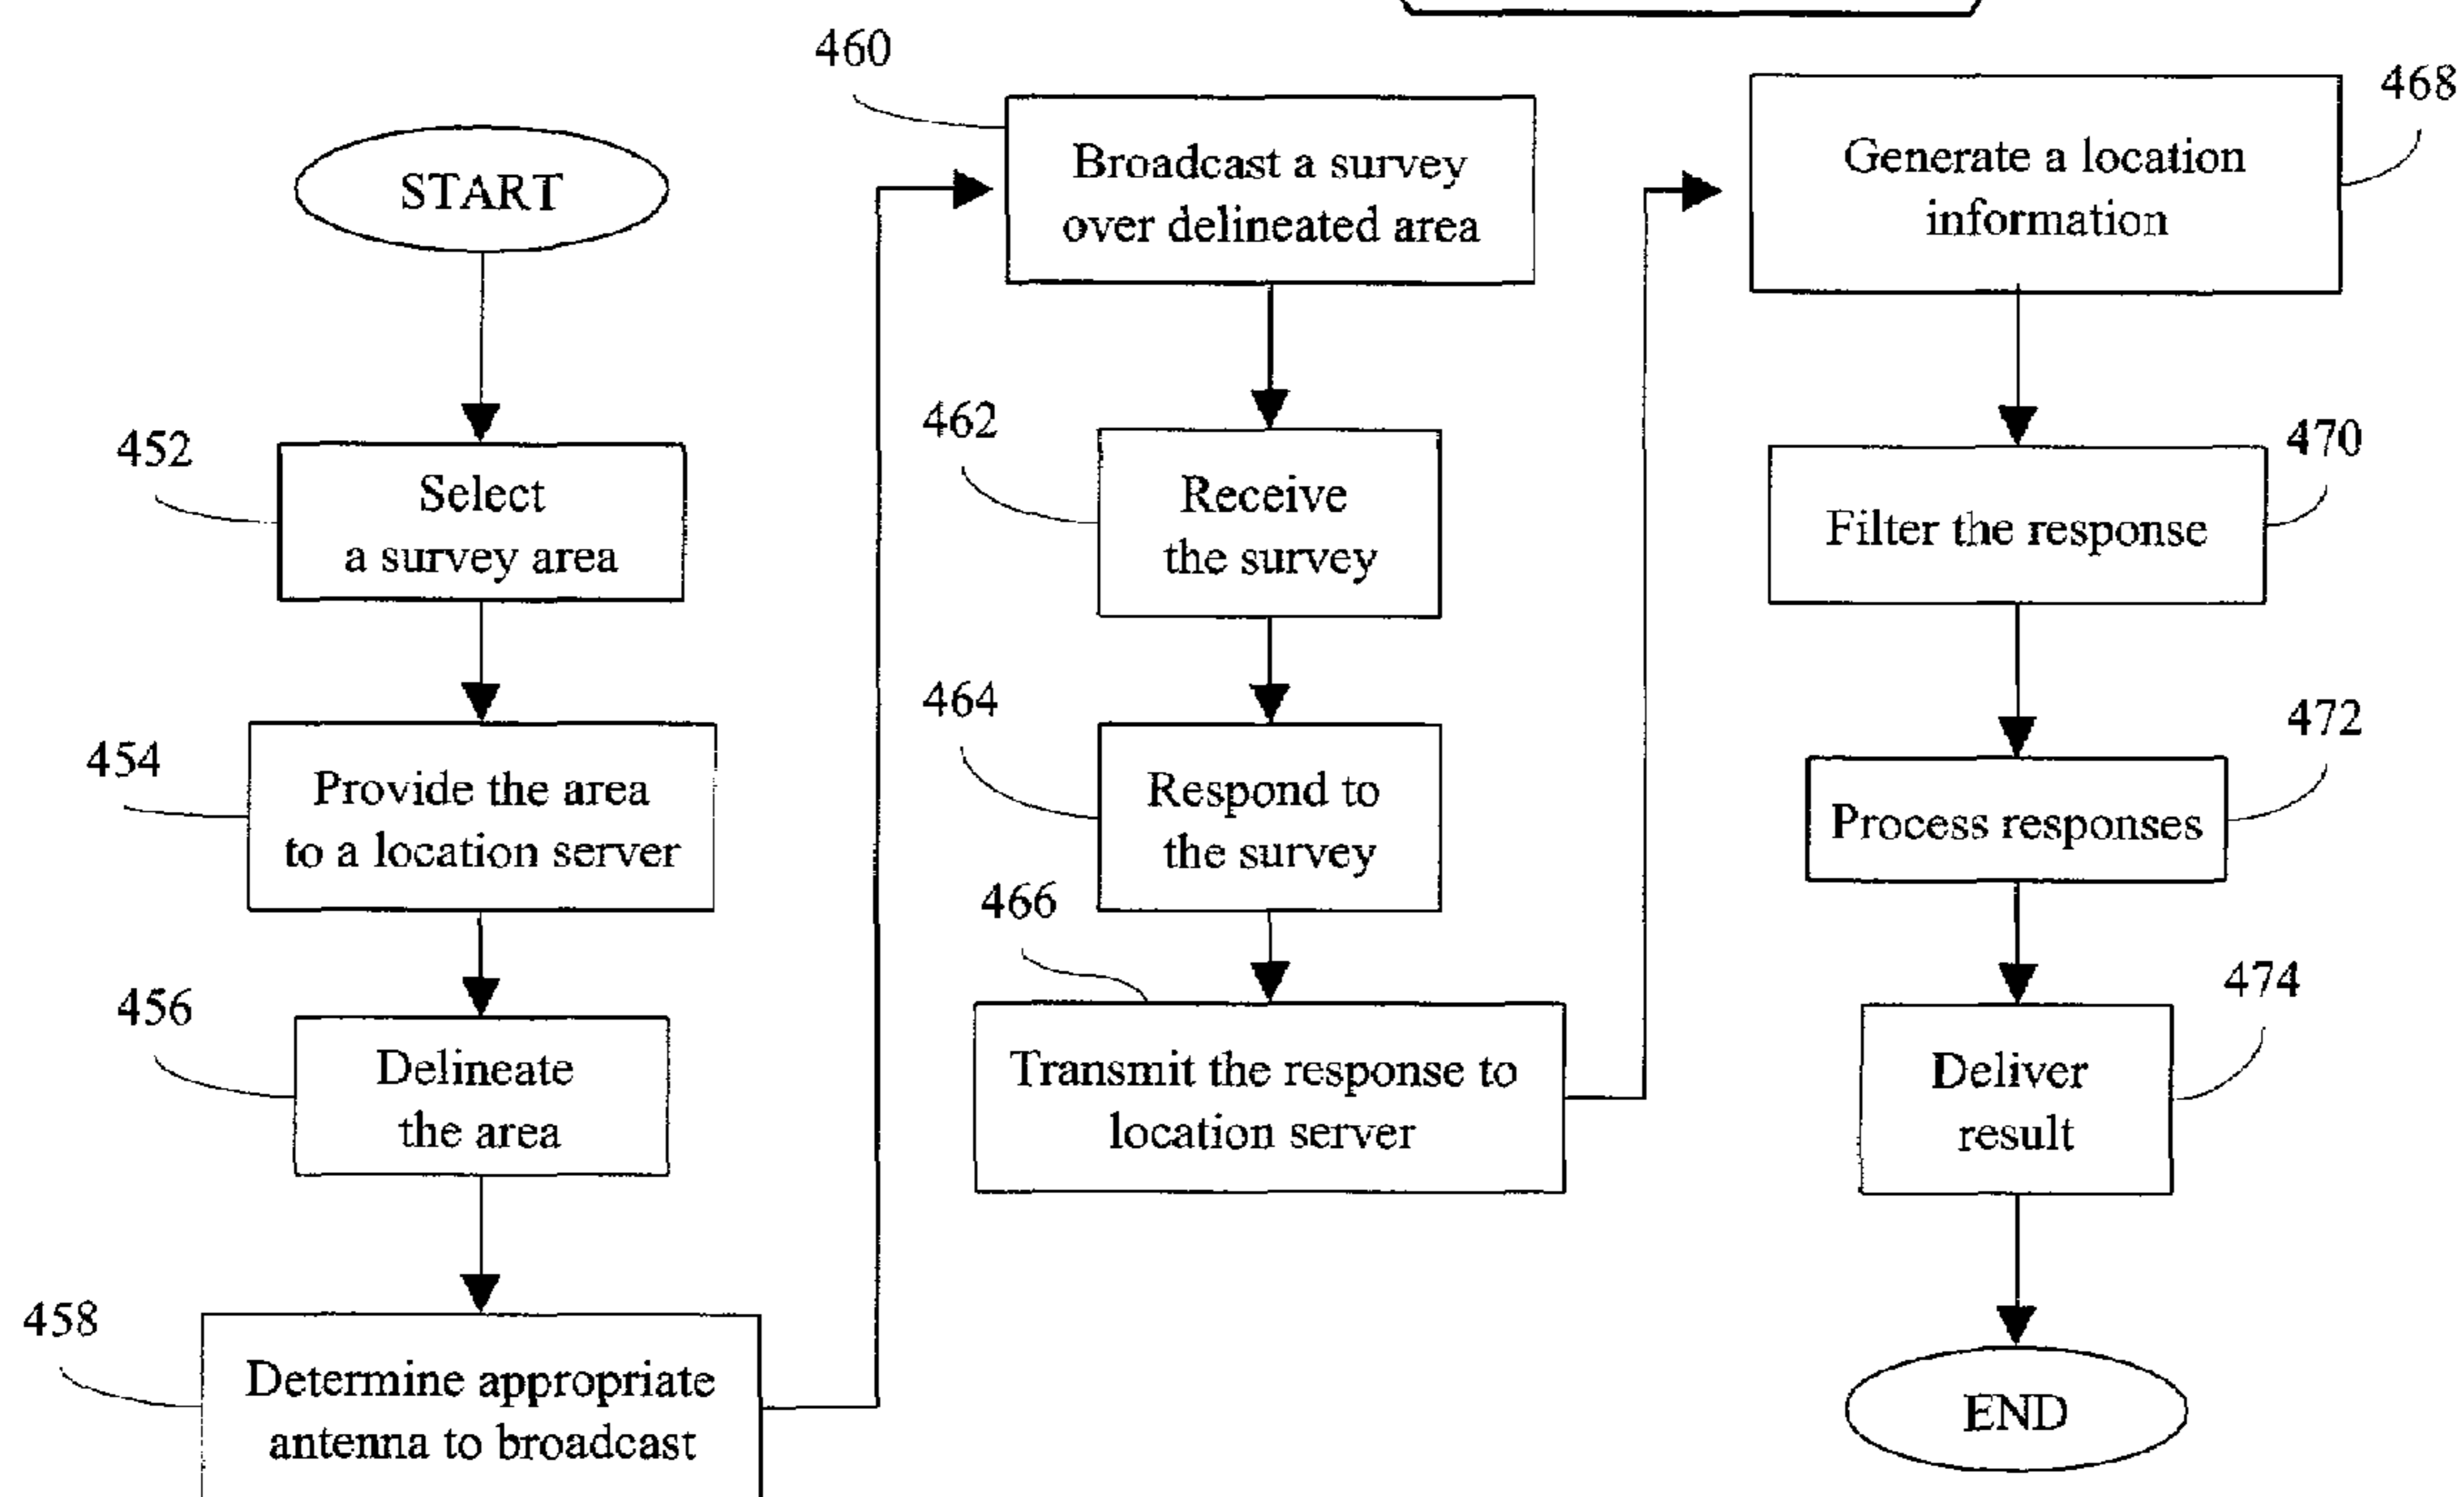 START
452
Select
a survey area
454
Provide the area
to a location server
456
Delineate
the area
458
Determine appropriate
antenna to broadcast
460
Broadcast a survey
over delineated area
462
Receive
the survey
464
Respond to
the survey
466
Transmit the response to
location server
468
Generate a location
information
470
Filter the response
472
Process responses
474
Deliver
result
END